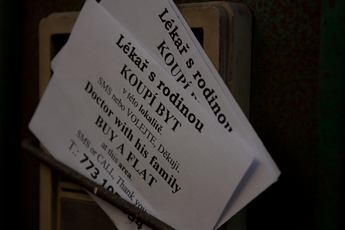 Lékař s rodinou
KOUPÍ
Lékař s rodinou
KOUPÍ BYT
v této lokalitě.
SMS nebo VOLEJTE, Děkuji.
Doctor with his family
BUY A FLAT
at this area.
SMS or CALL, Thank you
T.: 773